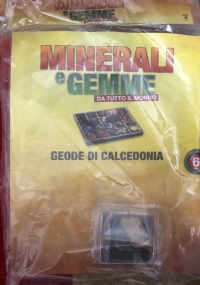 MINERALI
e GEMME
DA TUTTO IL MONDO
GEODE DI CALCEDONIA
6